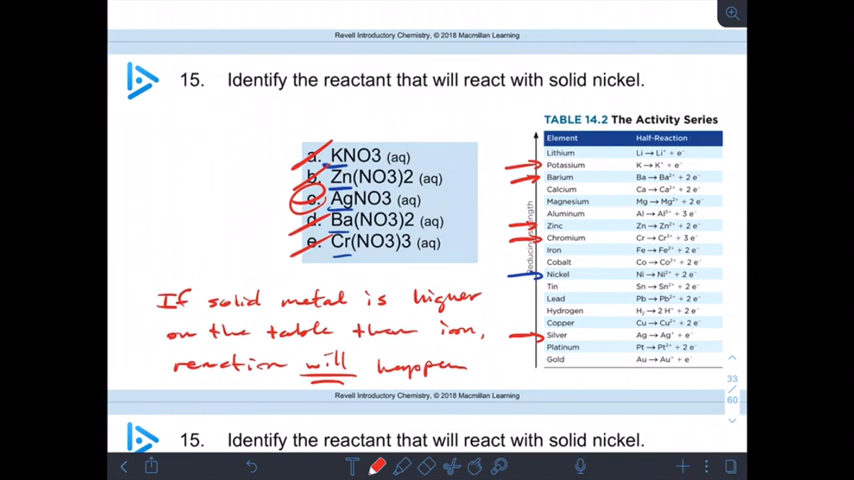 Revell Introductory Chemistry, © 2018 Macmillan Learning
15. Identify the reactant that will react with solid nickel.
a. KNO3 (aq)
b. Zn(NO3)2 (aq)
c. AgNO3 (aq)
d. Ba(NO3)2 (aq)
e. Cr(NO3)3 (aq)
If solid metal is higher
on the table than ion,
reaction will happen
TABLE 14.2 The Activity Series
Element Half-Reaction
Lithium Li → Li⁺ + e⁻
Potassium K → K⁺ + e⁻
Barium Ba → Ba²⁺ + 2 e⁻
Calcium Ca → Ca²⁺ + 2 e⁻
Magnesium Mg → Mg²⁺ + 2 e⁻
Aluminum Al → Al³⁺ + 3 e⁻
Zinc Zn → Zn²⁺ + 2 e⁻
Chromium Cr → Cr³⁺ + 3 e⁻
Iron Fe → Fe²⁺ + 2 e⁻
Cobalt Co → Co²⁺ + 2 e⁻
Nickel Ni → Ni²⁺ + 2 e⁻
Tin Sn → Sn²⁺ + 2 e⁻
Lead Pb → Pb²⁺ + 2 e⁻
Hydrogen H₂ → 2 H⁺ + 2 e⁻
Copper Cu → Cu²⁺ + 2 e⁻
Silver Ag → Ag⁺ + e⁻
Platinum Pt → Pt²⁺ + 2 e⁻
Gold Au → Au⁺ + e⁻
Reducing strength
33
/
60
Revell Introductory Chemistry, © 2018 Macmillan Learning
15. Identify the reactant that will react with solid nickel.